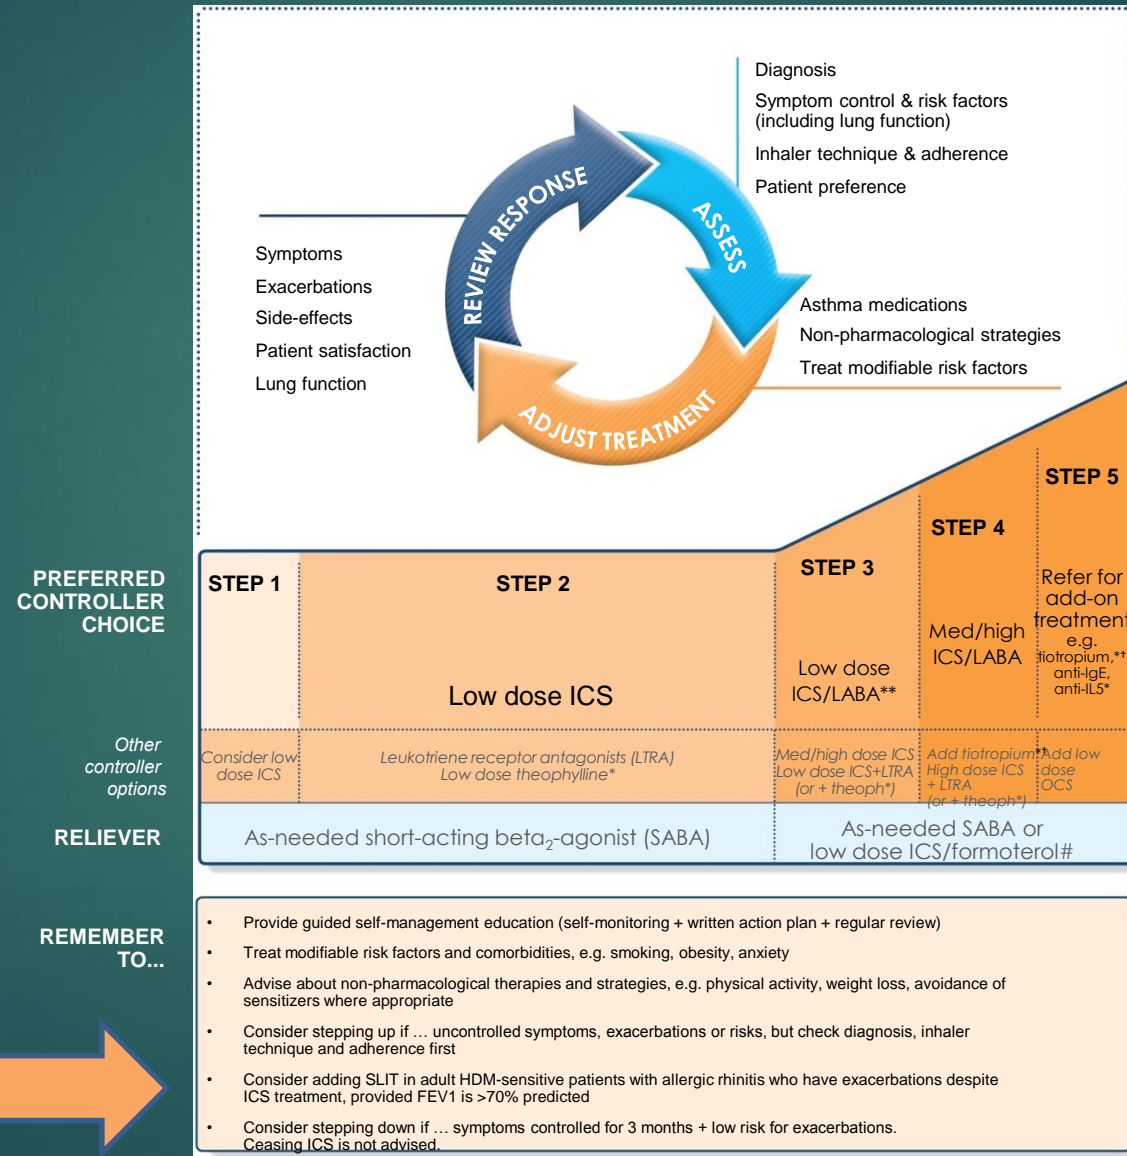 Diagnosis
Symptom control & risk factors
(including lung function)
Inhaler technique & adherence
Patient preference
REVIEW RESPONSE
ASSESS
ADJUST TREATMENT
Symptoms
Exacerbations
Side-effects
Patient satisfaction
Lung function
Asthma medications
Non-pharmacological strategies
Treat modifiable risk factors
PREFERRED
CONTROLLER
CHOICE
STEP 1
STEP 2
Low dose ICS
STEP 3
Low dose
ICS/LABA**
STEP 4
Med/high
ICS/LABA
STEP 5
Refer for
add-on
treatment
e.g.
tiotropium,*†
anti-IgE,
anti-IL5*
Other
controller
options
Consider low
dose ICS
Leukotriene receptor antagonists (LTRA)
Low dose theophylline*
Med/high dose ICS
Low dose ICS+LTRA
(or + theoph*)
Add tiotropium*†
High dose ICS
+ LTRA
(or + theoph*)
Add low
dose
OCS
RELIEVER
As-needed short-acting beta₂-agonist (SABA)
As-needed SABA or
low dose ICS/formoterol#
REMEMBER
TO...
• Provide guided self-management education (self-monitoring + written action plan + regular review)
• Treat modifiable risk factors and comorbidities, e.g. smoking, obesity, anxiety
• Advise about non-pharmacological therapies and strategies, e.g. physical activity, weight loss, avoidance of
sensitizers where appropriate
• Consider stepping up if … uncontrolled symptoms, exacerbations or risks, but check diagnosis, inhaler
technique and adherence first
• Consider adding SLIT in adult HDM-sensitive patients with allergic rhinitis who have exacerbations despite
ICS treatment, provided FEV1 is >70% predicted
• Consider stepping down if … symptoms controlled for 3 months + low risk for exacerbations.
Ceasing ICS is not advised.